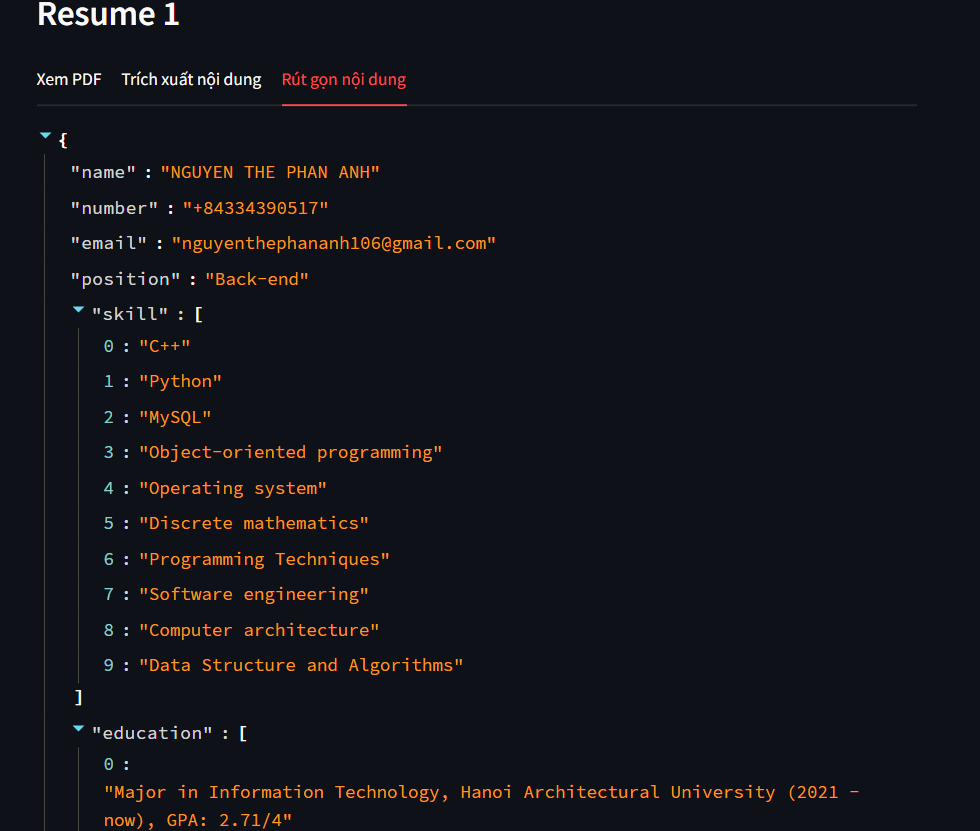 Resume 1
Xem PDF Trích xuất nội dung Rút gọn nội dung
{
"name" : "NGUYEN THE PHAN ANH"
"number" : "+84334390517"
"email" : "nguyenthephananh106@gmail.com"
"position" : "Back-end"
"skill" : [
0 : "C++"
1 : "Python"
2 : "MySQL"
3 : "Object-oriented programming"
4 : "Operating system"
5 : "Discrete mathematics"
6 : "Programming Techniques"
7 : "Software engineering"
8 : "Computer architecture"
9 : "Data Structure and Algorithms"
]
"education" : [
0 :
"Major in Information Technology, Hanoi Architectural University (2021 -
now), GPA: 2.71/4"